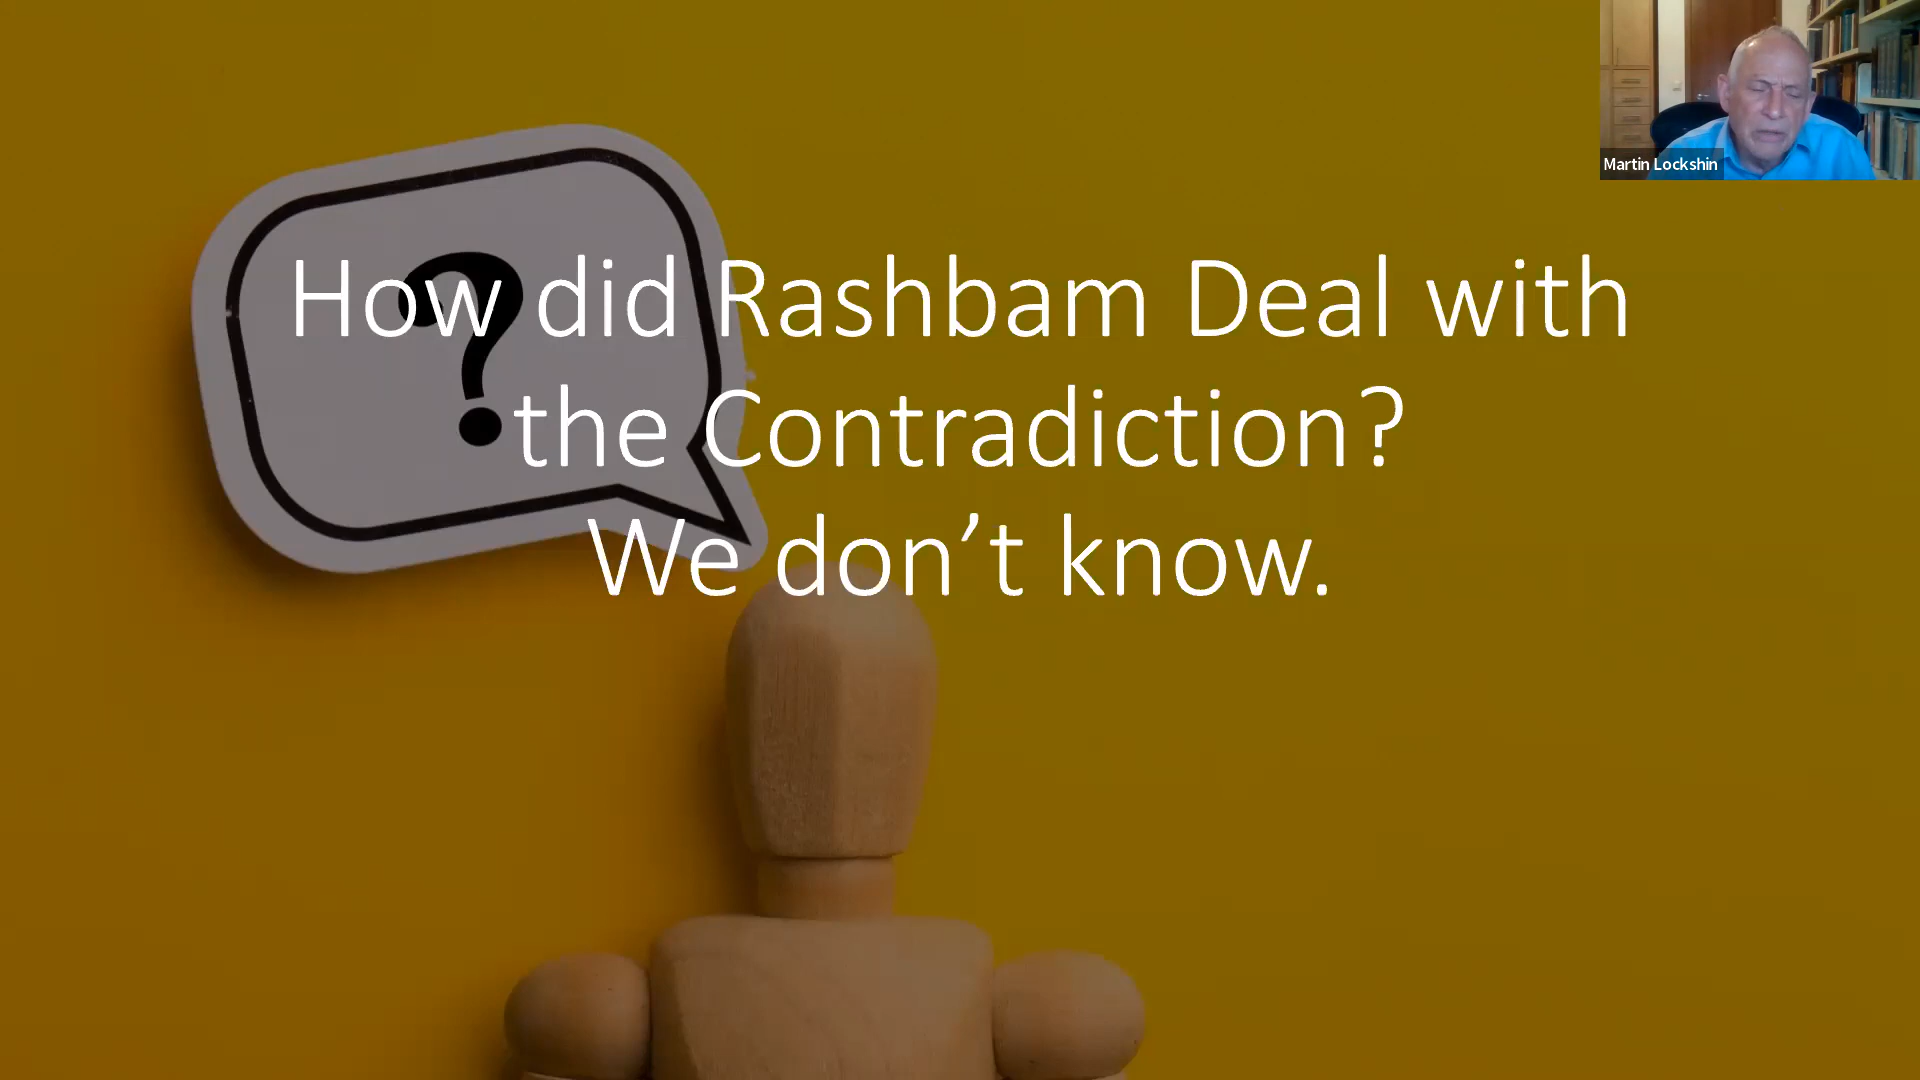 Martin Lockshin
?
How did Rashbam Deal with
the Contradiction?
We don’t know.